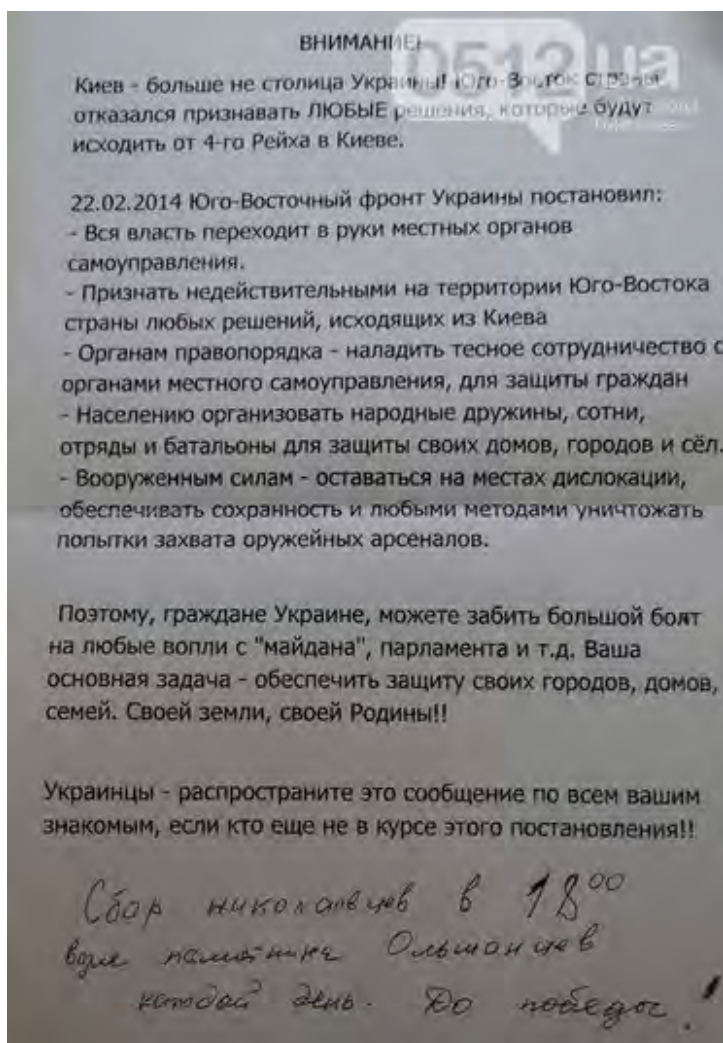 ВНИМАНИЕ!
0512.ua
Киев - больше не столица Украины! Юго-Восток страны
отказался признавать ЛЮБЫЕ решения, которые будут
исходить от 4-го Рейха в Киеве.
22.02.2014 Юго-Восточный фронт Украины постановил:
- Вся власть переходит в руки местных органов
самоуправления.
- Признать недействительными на территории Юго-Востока
страны любых решений, исходящих из Киева
- Органам правопорядка - наладить тесное сотрудничество с
органами местного самоуправления, для защиты граждан
- Населению организовать народные дружины, сотни,
отряды и батальоны для защиты своих домов, городов и сёл.
- Вооруженным силам - оставаться на местах дислокации,
обеспечивать сохранность и любыми методами уничтожать
попытки захвата оружейных арсеналов.
Поэтому, граждане Украине, можете забить большой болт
на любые вопли с "майдана", парламента и т.д. Ваша
основная задача - обеспечить защиту своих городов, домов,
семей. Своей земли, своей Родины!!
Украинцы - распространите это сообщение по всем вашим
знакомым, если кто еще не в курсе этого постановления!!
Сбор николаевцев в 18 00
возле памятника Ольшанцев
каждый день. До победы!